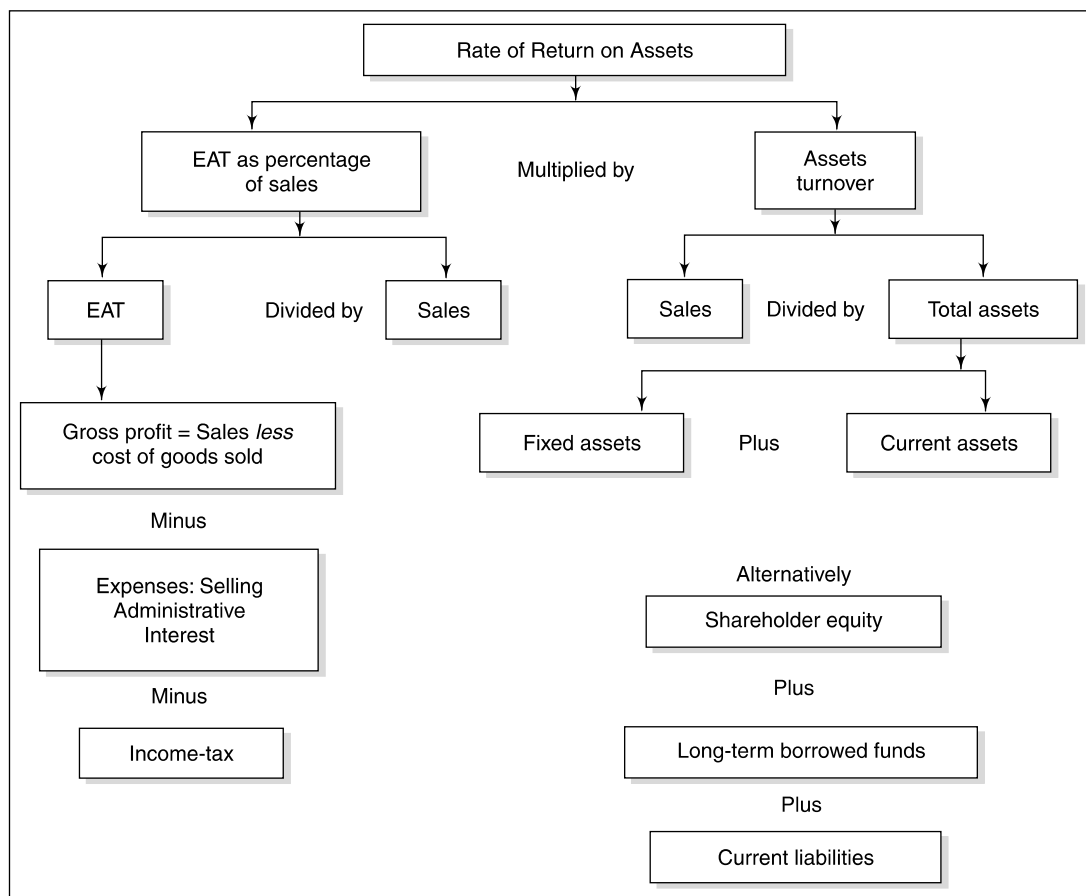 Rate of Return on Assets
EAT as percentage
of sales
Multiplied by
Assets
turnover
EAT
Divided by
Sales
Sales
Divided by
Total assets
Gross profit = Sales less
cost of goods sold
Fixed assets
Plus
Current assets
Minus
Expenses: Selling
Administrative
Interest
Alternatively
Shareholder equity
Minus
Plus
Income-tax
Long-term borrowed funds
Plus
Current liabilities